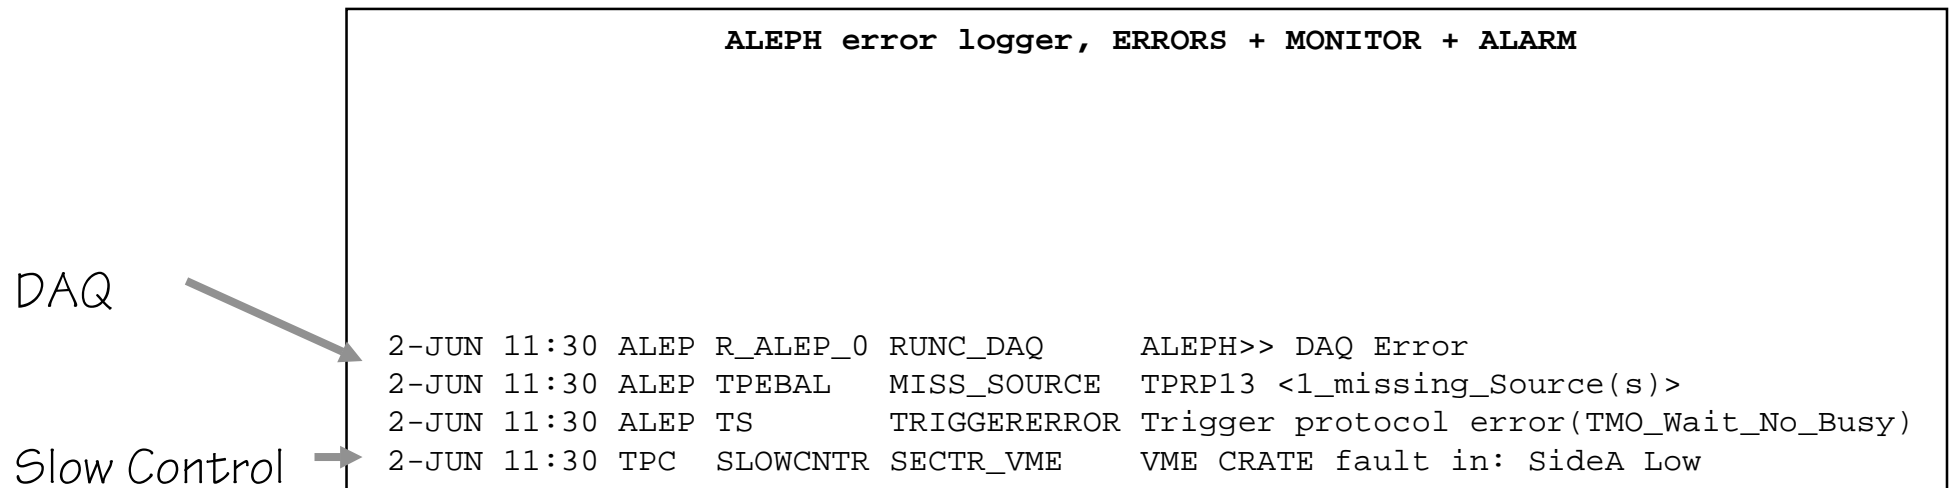 ALEPH error logger, ERRORS + MONITOR + ALARM
DAQ
2-JUN 11:30 ALEP R_ALEP_0 RUNC_DAQ ALEPH>> DAQ Error
2-JUN 11:30 ALEP TPEBAL MISS_SOURCE TPRP13 <1_missing_Source(s)>
2-JUN 11:30 ALEP TS TRIGGERERROR Trigger protocol error(TMO_Wait_No_Busy)
Slow Control
2-JUN 11:30 TPC SLOWCNTR SECTR_VME VME CRATE fault in: SideA Low